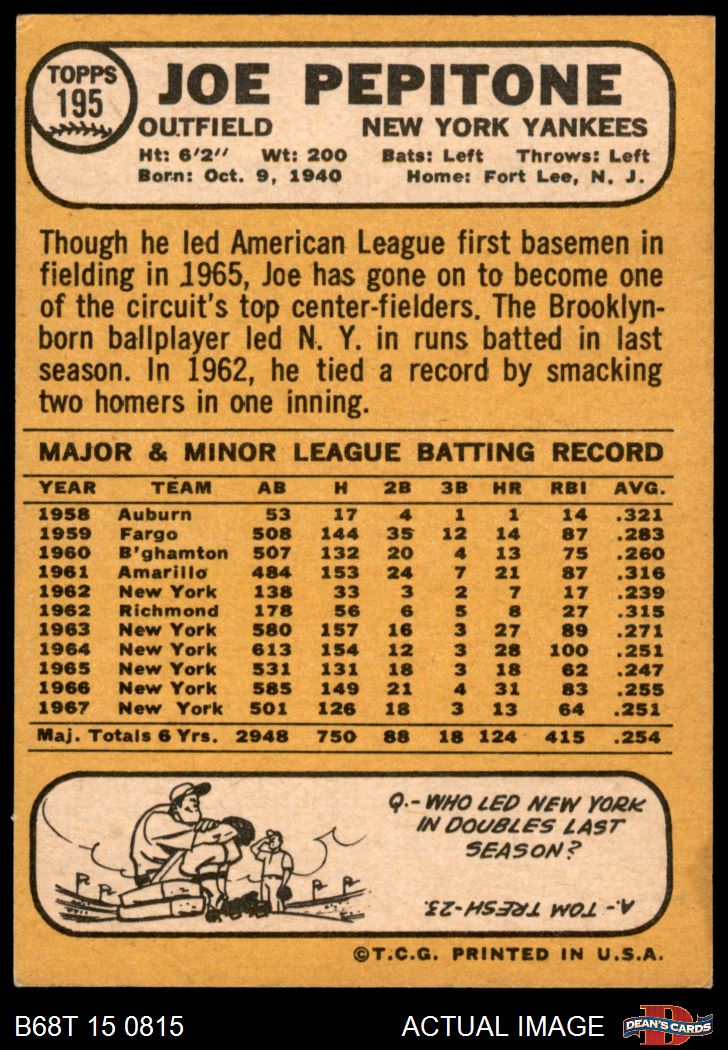 TOPPS
195
JOE PEPITONE
OUTFIELD NEW YORK YANKEES
Ht: 6'2" Wt: 200 Bats: Left Throws: Left
Born: Oct. 9, 1940 Home: Fort Lee, N. J.
Though he led American League first basemen in
fielding in 1965, Joe has gone on to become one
of the circuit's top center-fielders. The Brooklyn-
born ballplayer led N. Y. in runs batted in last
season. In 1962, he tied a record by smacking
two homers in one inning.
MAJOR & MINOR LEAGUE BATTING RECORD
YEAR TEAM AB H 2B 3B HR RBI AVG.
1958 Auburn 53 17 4 1 1 14 .321
1959 Fargo 508 144 35 12 14 87 .283
1960 B'ghamton 507 132 20 4 13 75 .260
1961 Amarillo 484 153 24 7 21 87 .316
1962 New York 138 33 3 2 7 17 .239
1962 Richmond 178 56 6 5 8 27 .315
1963 New York 580 157 16 3 27 89 .271
1964 New York 613 154 12 3 28 100 .251
1965 New York 531 131 18 3 18 62 .247
1966 New York 585 149 21 4 31 83 .255
1967 New York 501 126 18 3 13 64 .251
Maj. Totals 6 Yrs. 2948 750 88 18 124 415 .254
Q.- WHO LED NEW YORK
IN DOUBLES LAST
SEASON?
A.- TOM TRESH-23.
©T.C.G. PRINTED IN U.S.A.
B68T 15 0815 ACTUAL IMAGE DEAN'S CARDS